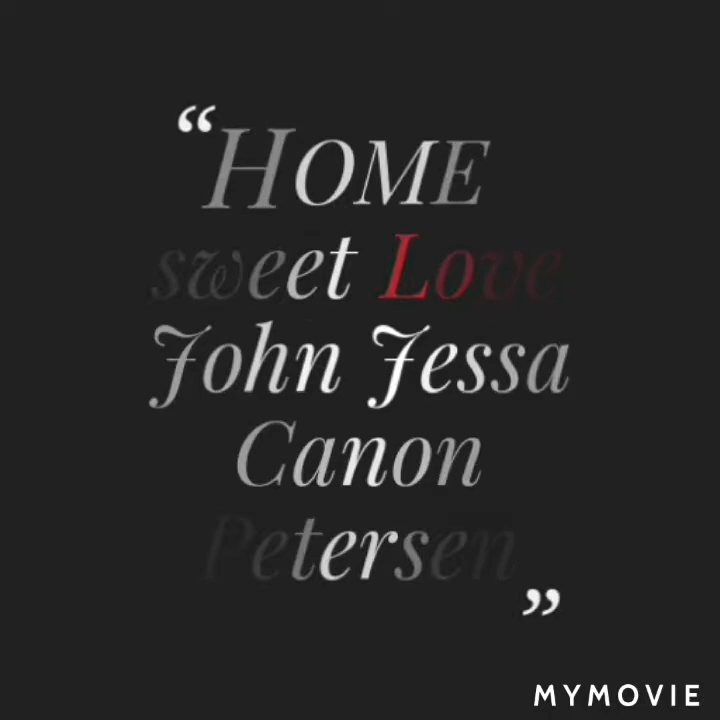 “HOME
sweet Love
John Jessa
Canon
Petersen
”
MYMOVIE